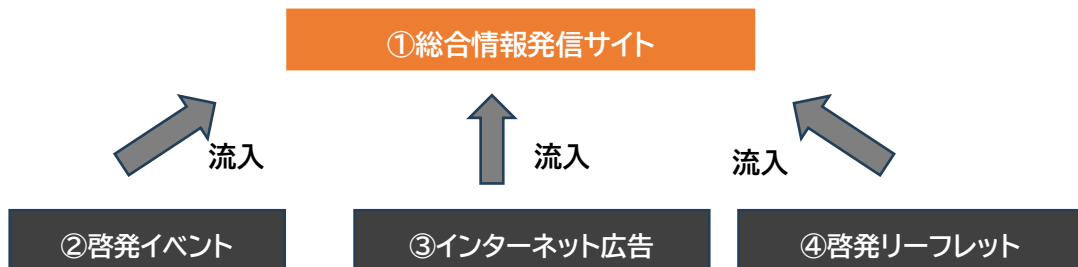 ①総合情報発信サイト
流入
流入
流入
②啓発イベント
③インターネット広告
④啓発リーフレット